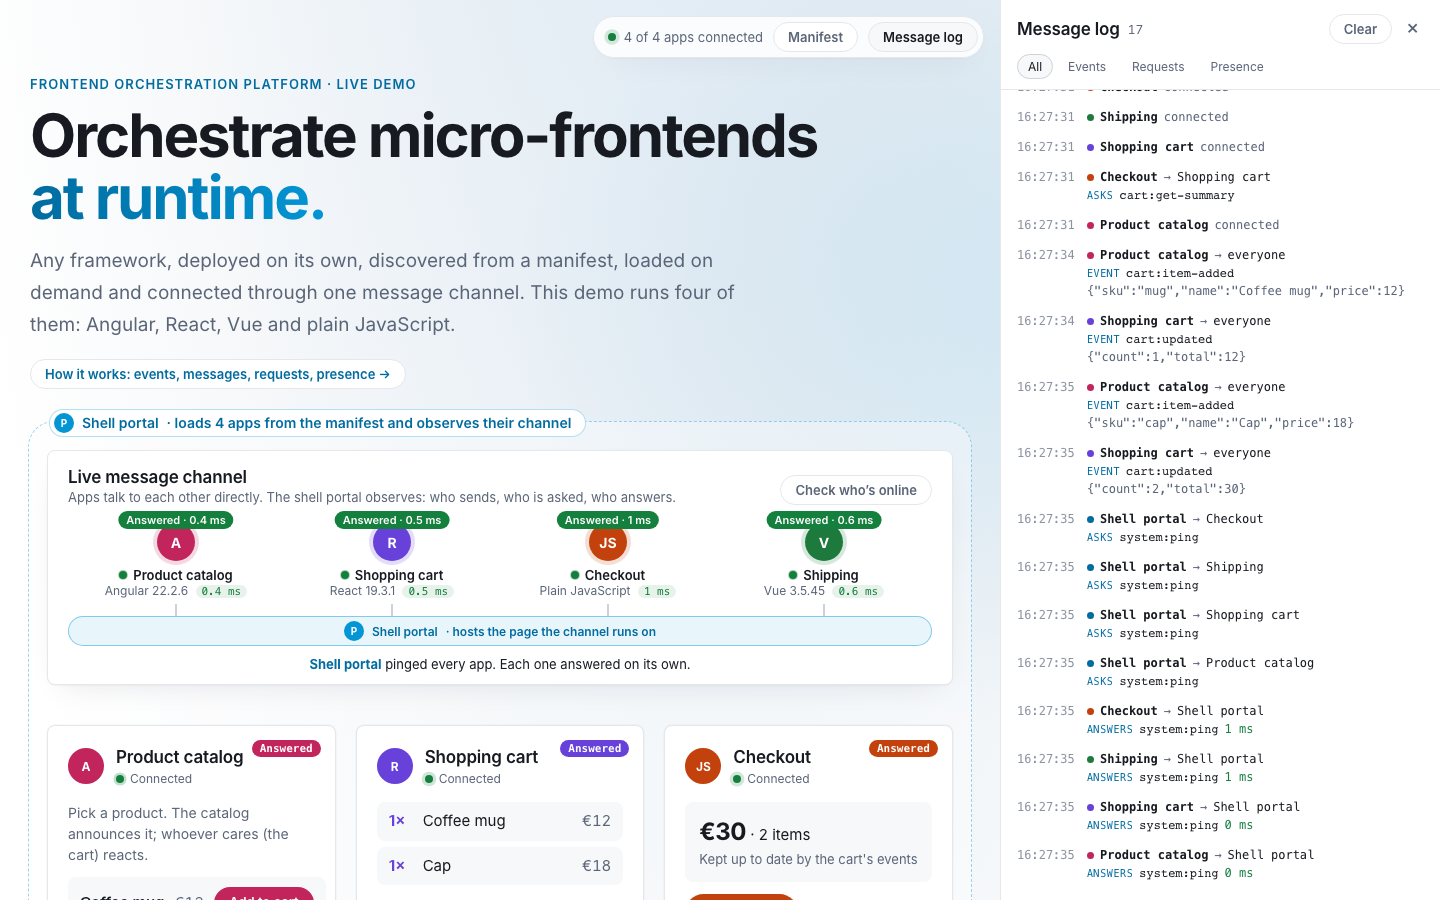 4 of 4 apps connected
Manifest
Message log
FRONTEND ORCHESTRATION PLATFORM · LIVE DEMO
Orchestrate micro-frontends
at runtime.
Any framework, deployed on its own, discovered from a manifest, loaded on
demand and connected through one message channel. This demo runs four of
them: Angular, React, Vue and plain JavaScript.
How it works: events, messages, requests, presence →
P Shell portal · loads 4 apps from the manifest and observes their channel
Live message channel
Apps talk to each other directly. The shell portal observes: who sends, who is asked, who answers.
Check who's online
Answered · 0.4 ms
A
Product catalog
Angular 22.2.6 0.4 ms
Answered · 0.5 ms
R
Shopping cart
React 19.3.1 0.5 ms
Answered · 1 ms
JS
Checkout
Plain JavaScript 1 ms
Answered · 0.6 ms
V
Shipping
Vue 3.5.45 0.6 ms
P Shell portal · hosts the page the channel runs on
Shell portal pinged every app. Each one answered on its own.
A Product catalog
Answered
Connected
Pick a product. The catalog
announces it; whoever cares (the
cart) reacts.
Coffee mug €12 Add to cart
R Shopping cart
Answered
Connected
1× Coffee mug €12
1× Cap €18
JS Checkout
Answered
Connected
€30 · 2 items
Kept up to date by the cart's events
Message log 17
Clear ✕
All Events Requests Presence
16:27:31 Checkout connected
16:27:31 Shipping connected
16:27:31 Shopping cart connected
16:27:31 Checkout → Shopping cart
ASKS cart:get-summary
Product catalog connected
16:27:34 Product catalog → everyone
EVENT cart:item-added
{"sku":"mug","name":"Coffee mug","price":12}
16:27:34 Shopping cart → everyone
EVENT cart:updated
{"count":1,"total":12}
16:27:35 Product catalog → everyone
EVENT cart:item-added
{"sku":"cap","name":"Cap","price":18}
16:27:35 Shopping cart → everyone
EVENT cart:updated
{"count":2,"total":30}
16:27:35 Shell portal → Checkout
ASKS system:ping
16:27:35 Shell portal → Shipping
ASKS system:ping
16:27:35 Shell portal → Shopping cart
ASKS system:ping
16:27:35 Shell portal → Product catalog
ASKS system:ping
16:27:35 Checkout → Shell portal
ANSWERS system:ping 1 ms
16:27:35 Shipping → Shell portal
ANSWERS system:ping 1 ms
16:27:35 Shopping cart → Shell portal
ANSWERS system:ping 0 ms
16:27:35 Product catalog → Shell portal
ANSWERS system:ping 0 ms